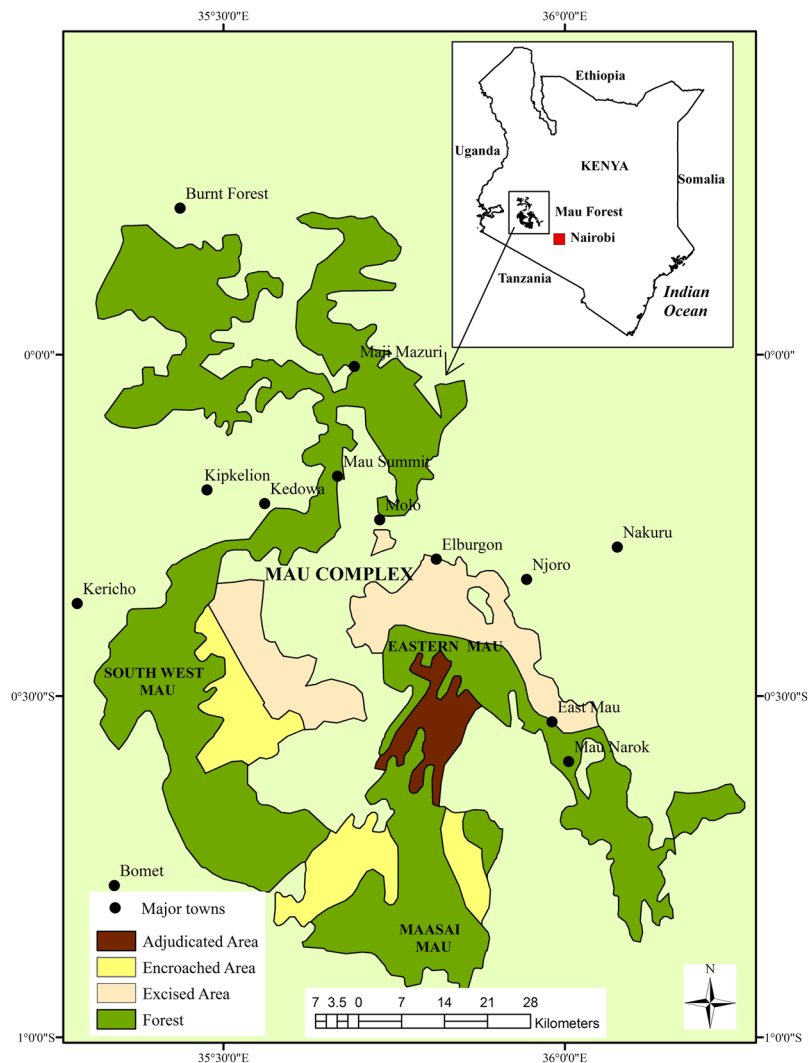 35°30'0"E
36°0'0"E
Ethiopia
Uganda
KENYA
Somalia
Mau Forest
Nairobi
Tanzania
Indian
Ocean
Burnt Forest
0°0'0"
Maji Mazuri
0°0'0"
Mau Summit
Kipkelion
Kedowa
Molo
Nakuru
Elburgon
Njoro
MAU COMPLEX
Kericho
EASTERN MAU
SOUTH WEST
MAU
0°30'0"S
0°30'0"S
East Mau
Mau Narok
Bomet
Major towns
Adjudicated Area
Encroached Area
Excised Area
Forest
MAASAI
MAU
N
7 3.5 0 7 14 21 28
Kilometers
1°0'0"S
1°0'0"S
35°30'0"E
36°0'0"E